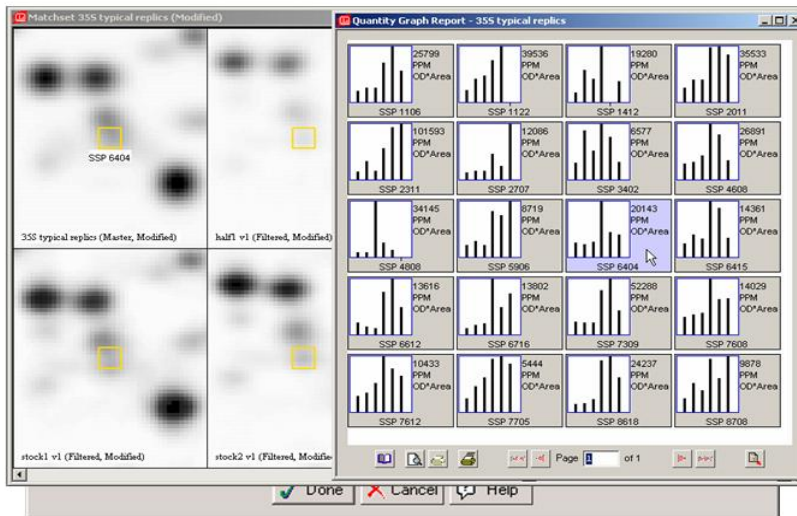 Matchset 35S typical replics (Modified)
SSP 6404
35S typical replics (Master, Modified)
half1 v1 (Filtered, Modified)
stock1 v1 (Filtered, Modified)
stock2 v1 (Filtered, Modified)
Quantity Graph Report - 35S typical replics
25799
PPM
OD*Area
SSP 1106
39536
PPM
OD*Area
SSP 1122
19280
PPM
OD*Area
SSP 1412
35533
PPM
OD*Area
SSP 2011
101593
PPM
OD*Area
SSP 2311
12086
PPM
OD*Area
SSP 2707
6577
PPM
OD*Area
SSP 3402
26891
PPM
OD*Area
SSP 4608
34145
PPM
OD*Area
SSP 4808
8719
PPM
OD*Area
SSP 5906
20143
PPM
OD*Area
SSP 6404
14361
PPM
OD*Area
SSP 6415
13616
PPM
OD*Area
SSP 6612
13802
PPM
OD*Area
SSP 6716
52288
PPM
OD*Area
SSP 7309
14029
PPM
OD*Area
SSP 7608
10433
PPM
OD*Area
SSP 7612
5444
PPM
OD*Area
SSP 7705
24237
PPM
OD*Area
SSP 8618
9878
PPM
OD*Area
SSP 8708
Page 1 of 1
Done
Cancel
Help